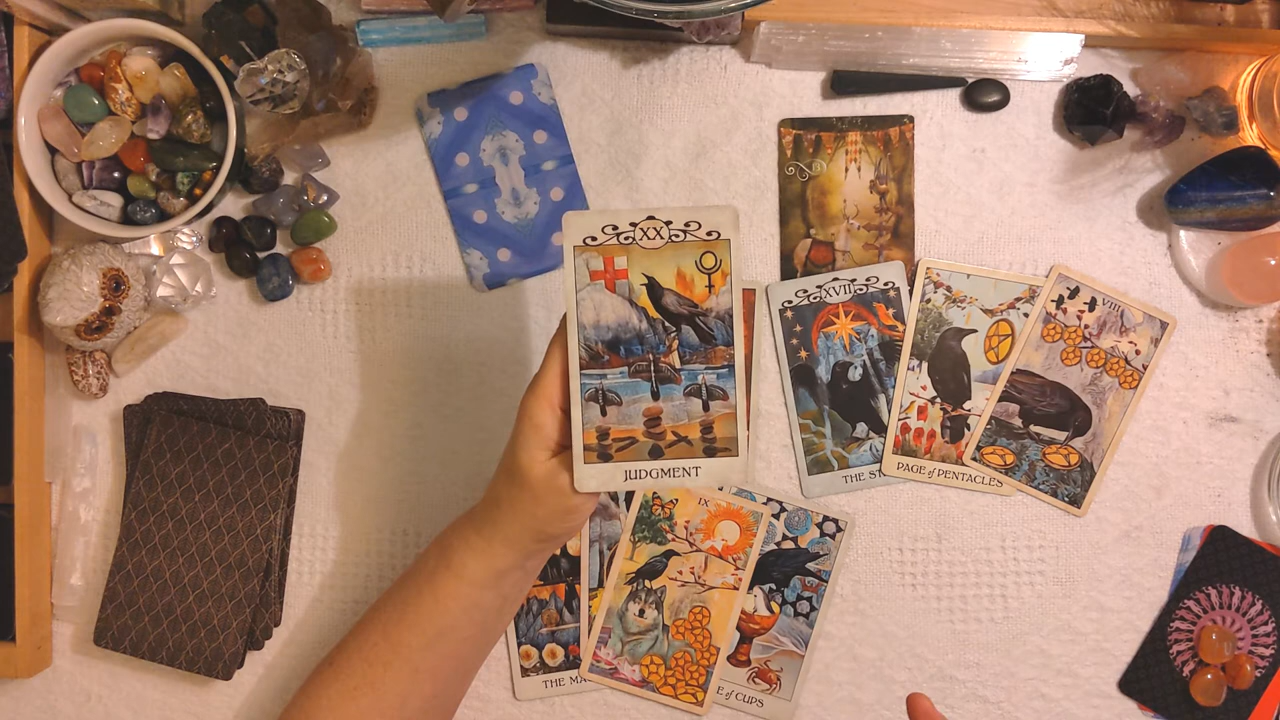 XX
JUDGMENT
XVII
THE ST
PAGE of PENTACLES
VIII
IX
THE MA
E of CUPS